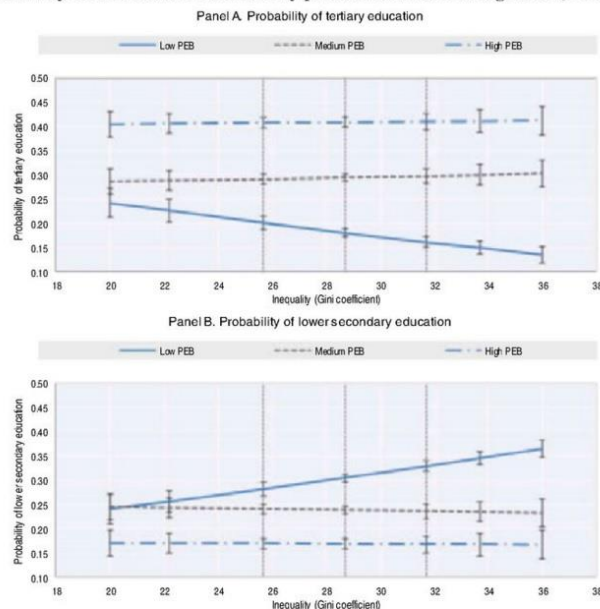 Panel A. Probability of tertiary education
Low PEB Medium PEB High PEB
Probability of tertiary education
0.50
0.45
0.40
0.35
0.30
0.25
0.20
0.15
0.10
18 20 22 24 26 28 30 32 34 36 38
Inequality (Gini coefficient)
Panel B. Probability of lower secondary education
Low PEB Medium PEB High PEB
Probability of lower secondary education
0.50
0.45
0.40
0.35
0.30
0.25
0.20
0.15
0.10
18 20 22 24 26 28 30 32 34 36 38
Inequality (Gini coefficient)